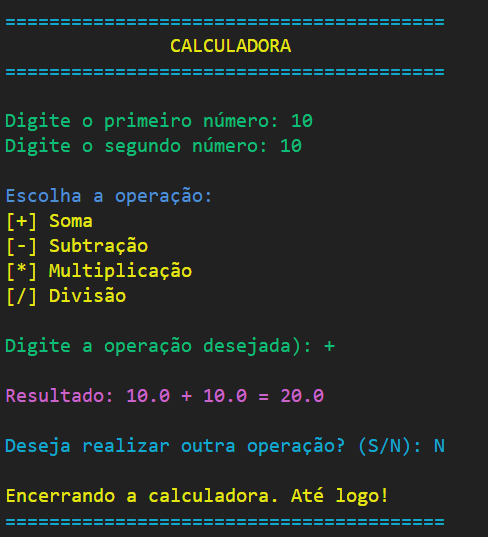 ========================================
CALCULADORA
========================================
Digite o primeiro número: 10
Digite o segundo número: 10
Escolha a operação:
[+] Soma
[-] Subtração
[*] Multiplicação
[/] Divisão
Digite a operação desejada): +
Resultado: 10.0 + 10.0 = 20.0
Deseja realizar outra operação? (S/N): N
Encerrando a calculadora. Até logo!
========================================